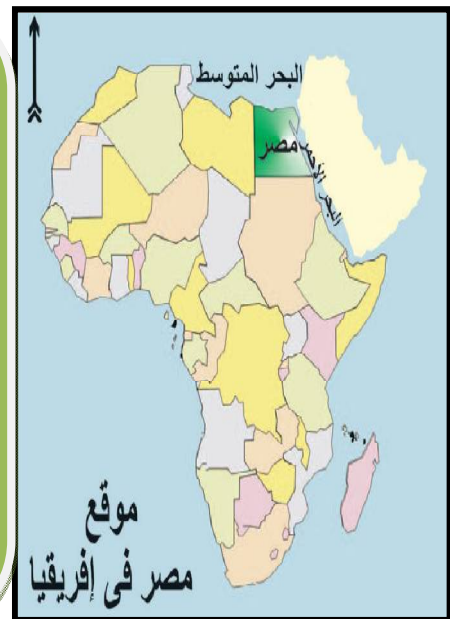 البحر المتوسط
مصر
البحر الأحمر
موقع
مصر فى إفريقيا